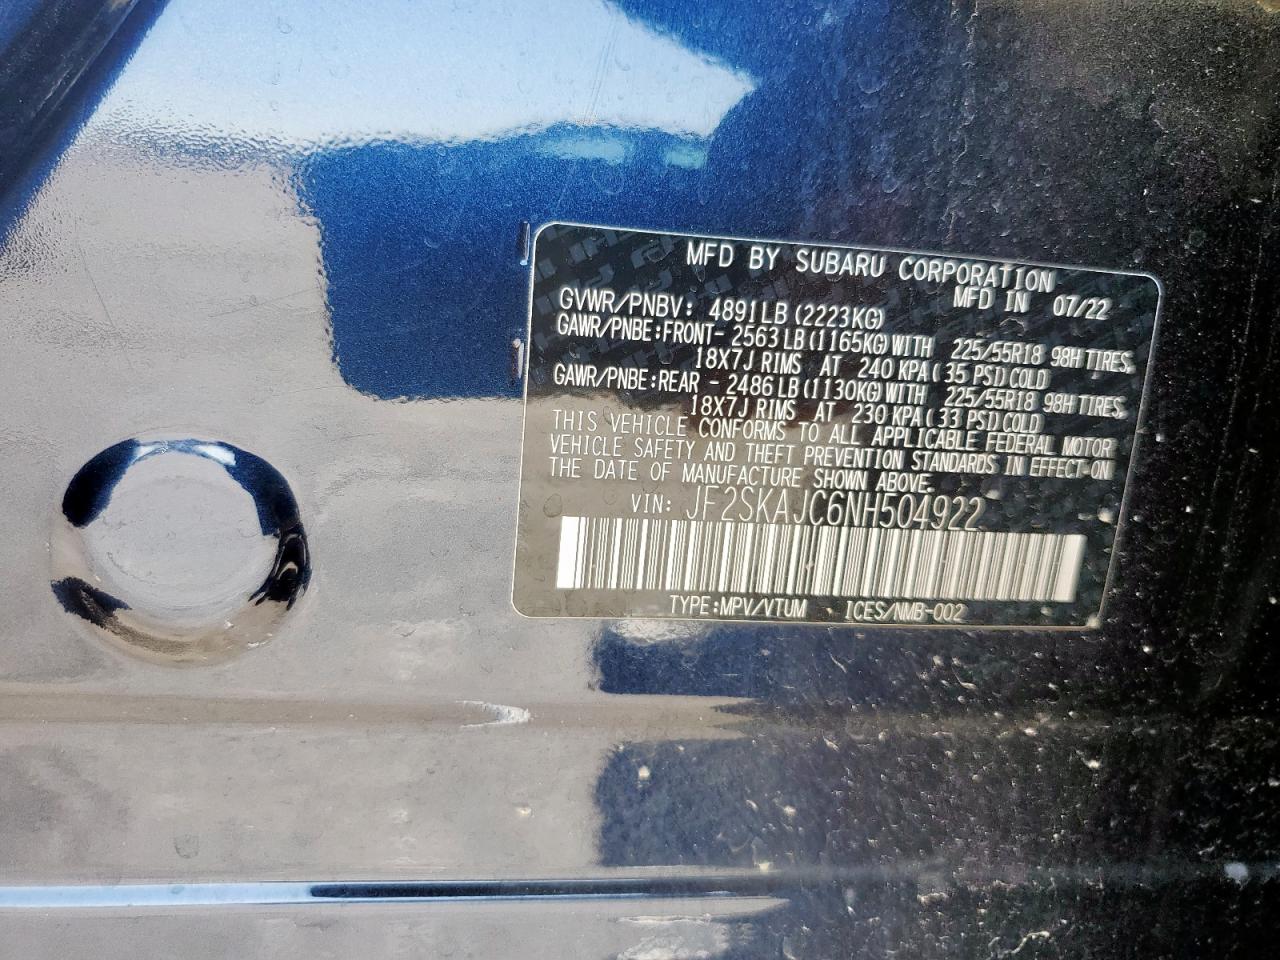 MFD BY SUBARU CORPORATION
MFD IN 07/22
GVWR/PNBV: 4891LB (2223KG)
GAWR/PNBE:FRONT- 2563LB(1165KG)WITH 225/55R18 98H TIRES,
18X7J RIMS AT 240 KPA( 35 PSI)COLD
GAWR/PNBE:REAR - 2486LB(1130KG)WITH 225/55R18 98H TIRES,
18X7J RIMS AT 230 KPA( 33 PSI)COLD
THIS VEHICLE CONFORMS TO ALL APPLICABLE FEDERAL MOTOR
VEHICLE SAFETY AND THEFT PREVENTION STANDARDS IN EFFECT ON
THE DATE OF MANUFACTURE SHOWN ABOVE.
VIN: JF2SKAJC6NH504922
TYPE:MPV/VTUM ICES/NMB-002